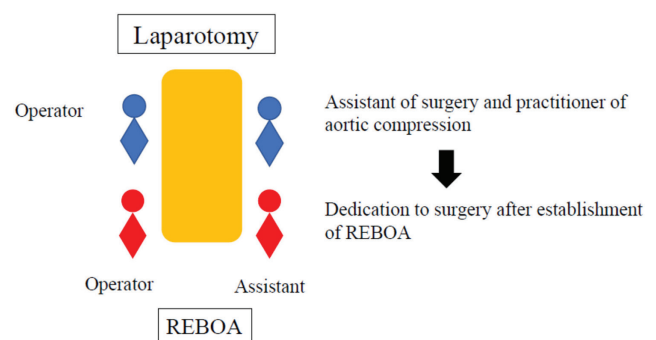 Laparotomy
Operator
Assistant of surgery and practitioner of
aortic compression
Dedication to surgery after establishment
of REBOA
Operator
Assistant
REBOA